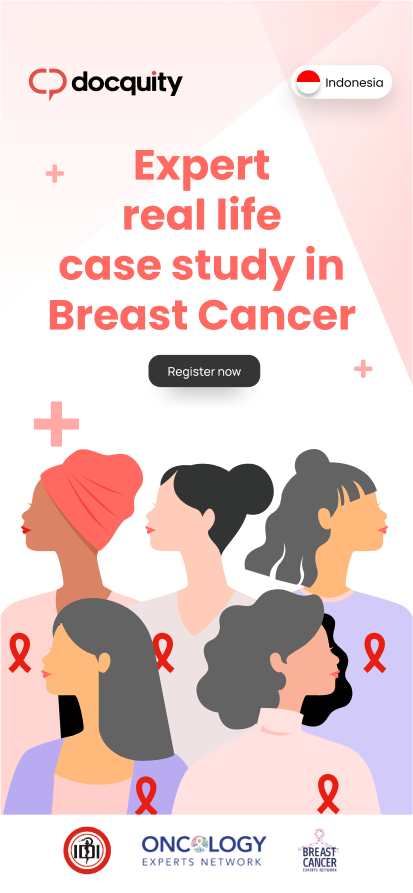 docquity
Indonesia
Expert
real life
case study in
Breast Cancer
Register now
IDI
ONCOLOGY
EXPERTS NETWORK
BREAST
CANCER
EXPERTS NETWORK